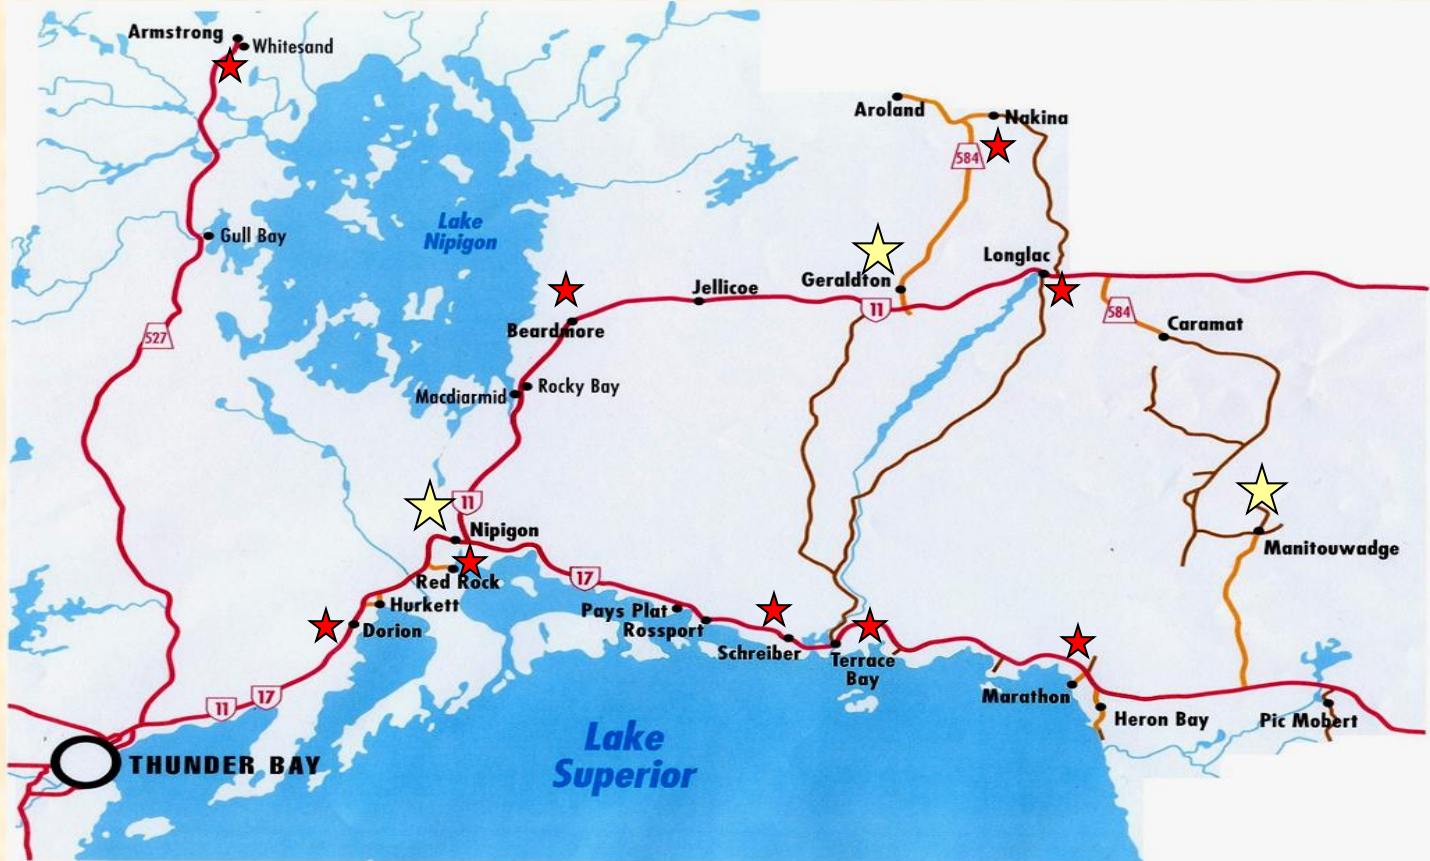 Armstrong
Whitesand
Aroland
Nakina
584
Lake
Nipigon
Gull Bay
Longlac
Geraldton
Jellicoe
11
584
Caramat
527
Beardmore
Rocky Bay
Macdiarmid
11
Nipigon
Manitouwadge
Red Rock
17
Hurkett
Pays Plat
Dorion
Rossport
Schreiber
Terrace
Bay
Marathon
11
17
Heron Bay
Pic Mobert
Lake
Superior
THUNDER BAY